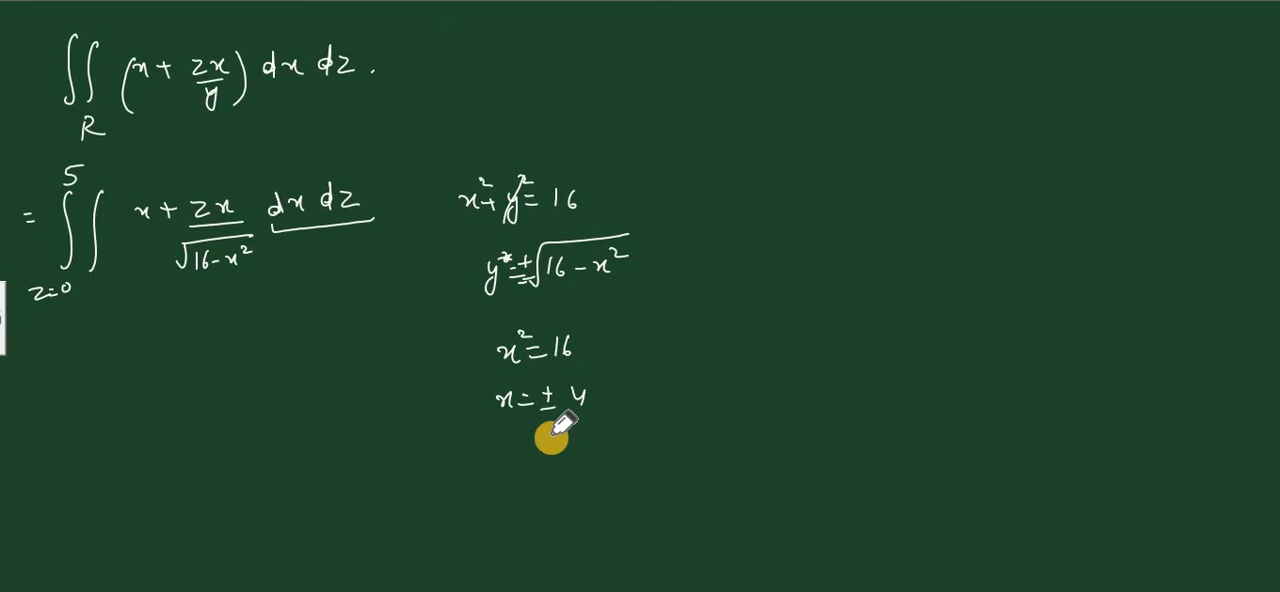 ∬_R (x + zx/y) dx dz.
= ∫_{z=0}^{5} ∫ x + zx/√(16-x²) dx dz
x² + y² = 16
y = ±√(16-x²)
x² = 16
x = ± 4